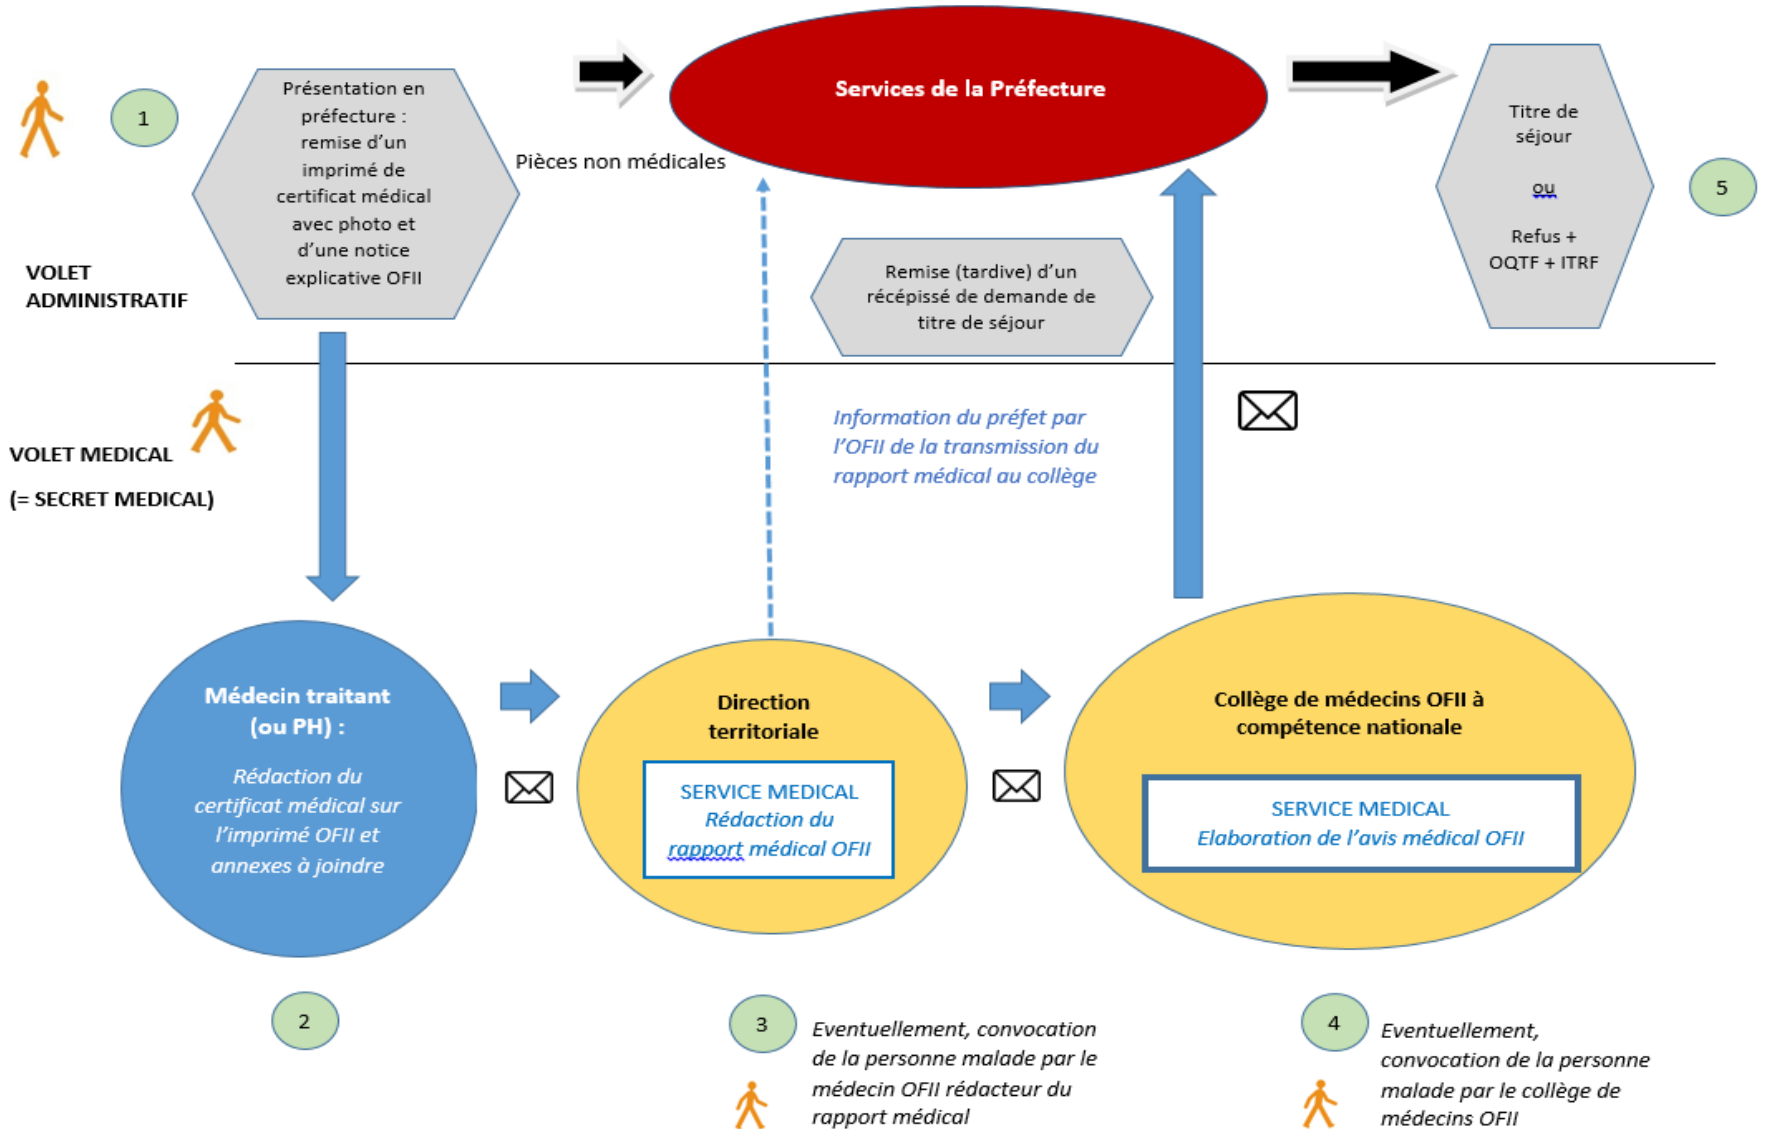 1
Présentation en
préfecture :
remise d’un
imprimé de
certificat médical
avec photo et
d’une notice
explicative OFII
Pièces non médicales
Services de la Préfecture
Titre de
séjour
ou
Refus +
OQTF + ITRF
5
VOLET
ADMINISTRATIF
Remise (tardive) d’un
récépissé de demande de
titre de séjour
VOLET MEDICAL
(= SECRET MEDICAL)
Information du préfet par
l’OFII de la transmission du
rapport médical au collège
Médecin traitant
(ou PH) :
Rédaction du
certificat médical sur
l’imprimé OFII et
annexes à joindre
Direction
territoriale
SERVICE MEDICAL
Rédaction du
rapport médical OFII
Collège de médecins OFII à
compétence nationale
SERVICE MEDICAL
Elaboration de l’avis médical OFII
2
3
Eventuellement, convocation
de la personne malade par le
médecin OFII rédacteur du
rapport médical
4
Eventuellement,
convocation de la personne
malade par le collège de
médecins OFII